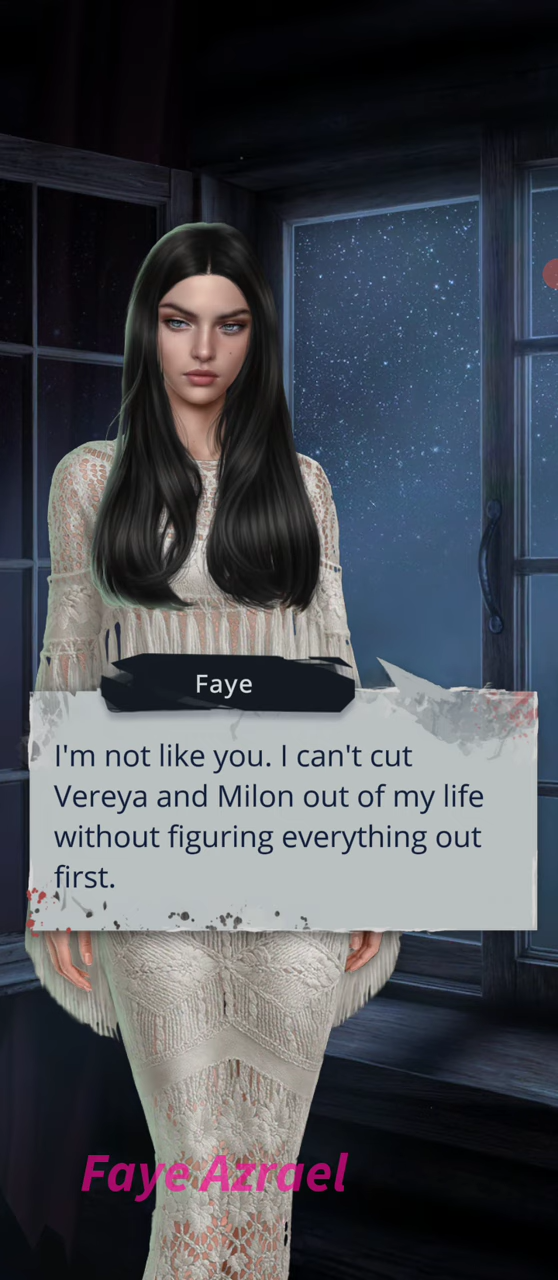 Faye
I'm not like you. I can't cut
Vereya and Milon out of my life
without figuring everything out
first.
Faye Azrael